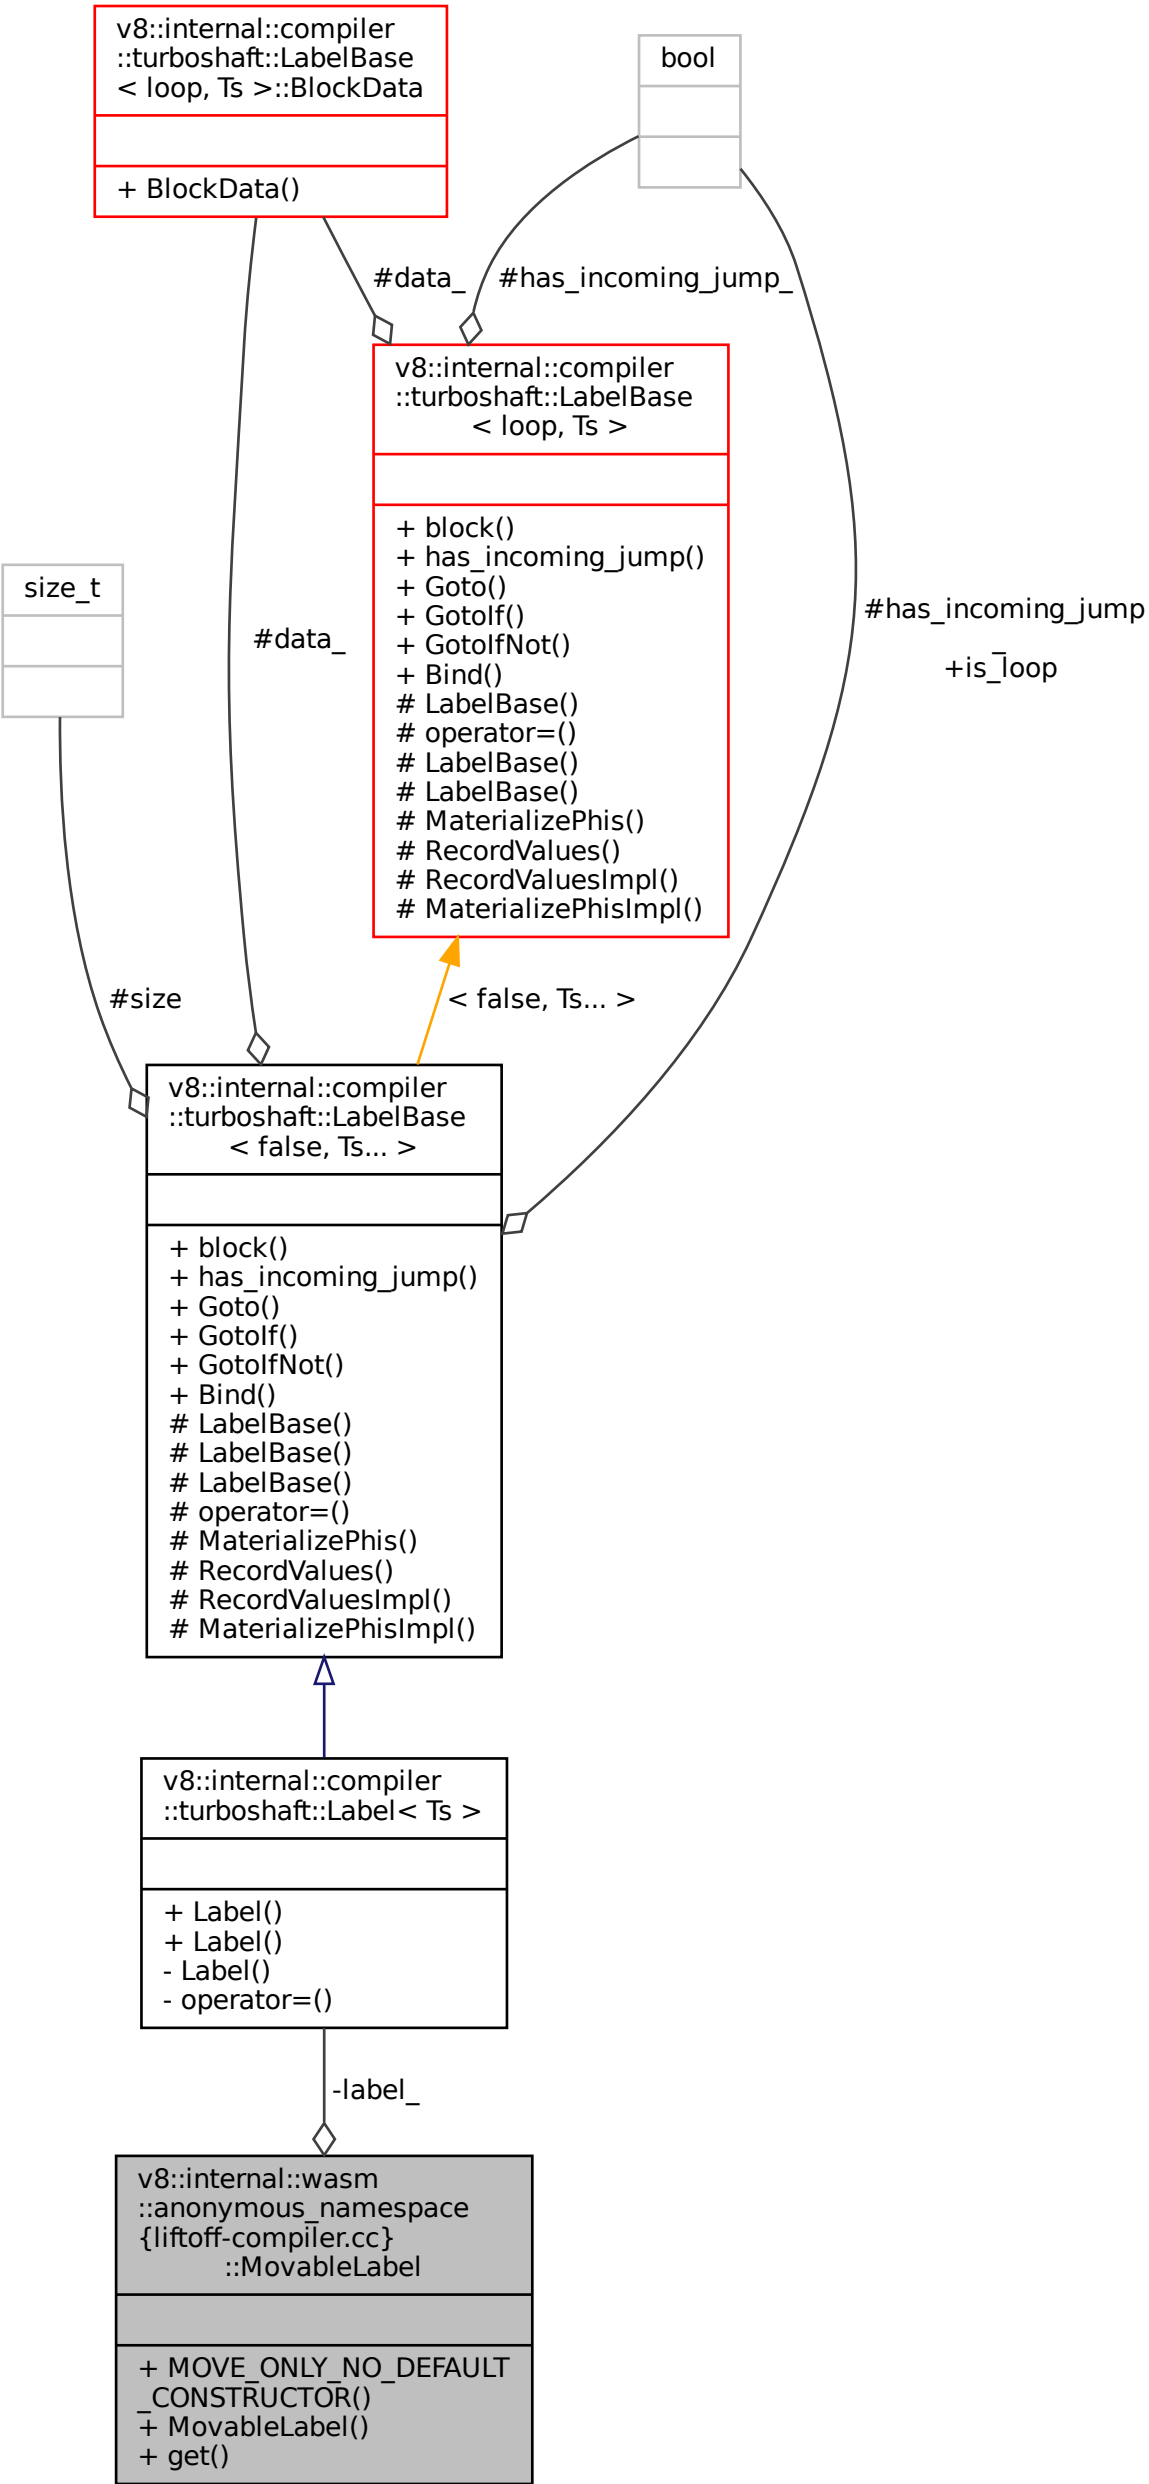 v8::internal::compiler
::turboshaft::LabelBase
< loop, Ts >::BlockData
+ BlockData()
bool
#data_
#has_incoming_jump_
v8::internal::compiler
::turboshaft::LabelBase
< loop, Ts >
+ block()
+ has_incoming_jump()
+ Goto()
+ GotoIf()
+ GotoIfNot()
+ Bind()
# LabelBase()
# operator=()
# LabelBase()
# LabelBase()
# MaterializePhis()
# RecordValues()
# RecordValuesImpl()
# MaterializePhisImpl()
size_t
#data_
#has_incoming_jump
_
+is_loop
#size
< false, Ts... >
v8::internal::compiler
::turboshaft::LabelBase
< false, Ts... >
+ block()
+ has_incoming_jump()
+ Goto()
+ GotoIf()
+ GotoIfNot()
+ Bind()
# LabelBase()
# LabelBase()
# LabelBase()
# operator=()
# MaterializePhis()
# RecordValues()
# RecordValuesImpl()
# MaterializePhisImpl()
v8::internal::compiler
::turboshaft::Label< Ts >
+ Label()
+ Label()
- Label()
- operator=()
-label_
v8::internal::wasm
::anonymous_namespace
{liftoff-compiler.cc}
::MovableLabel
+ MOVE_ONLY_NO_DEFAULT
_CONSTRUCTOR()
+ MovableLabel()
+ get()